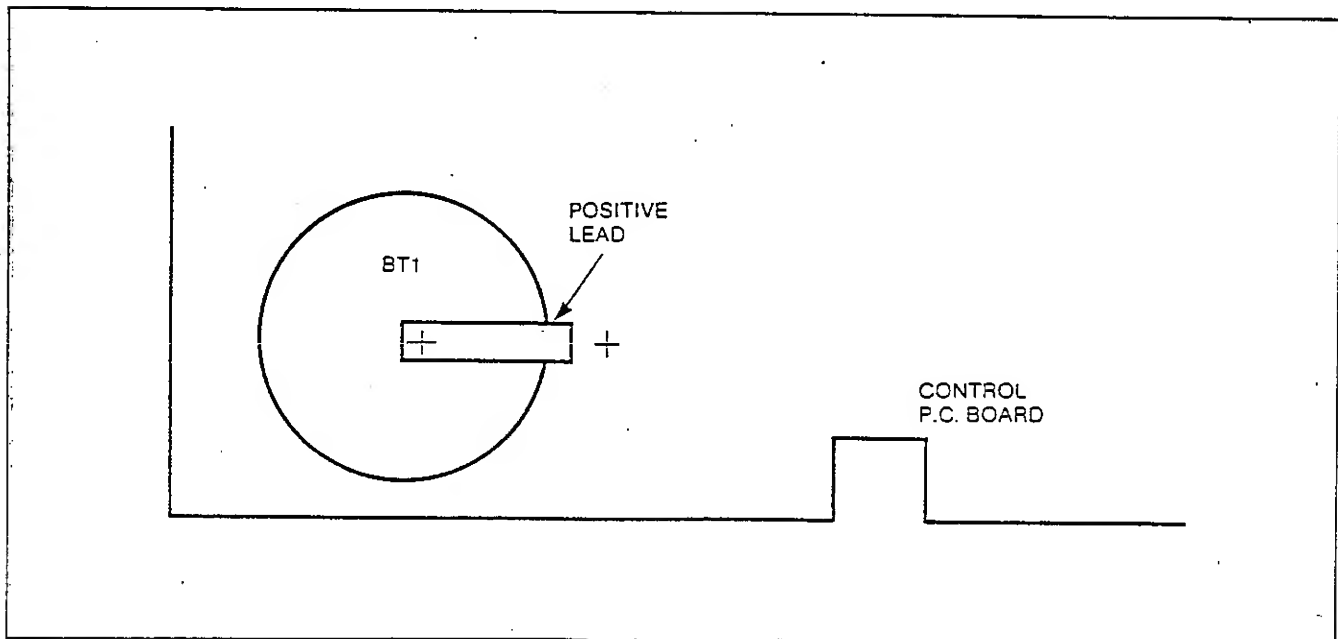 POSITIVE
LEAD
BT1
+
+
CONTROL
P.C. BOARD